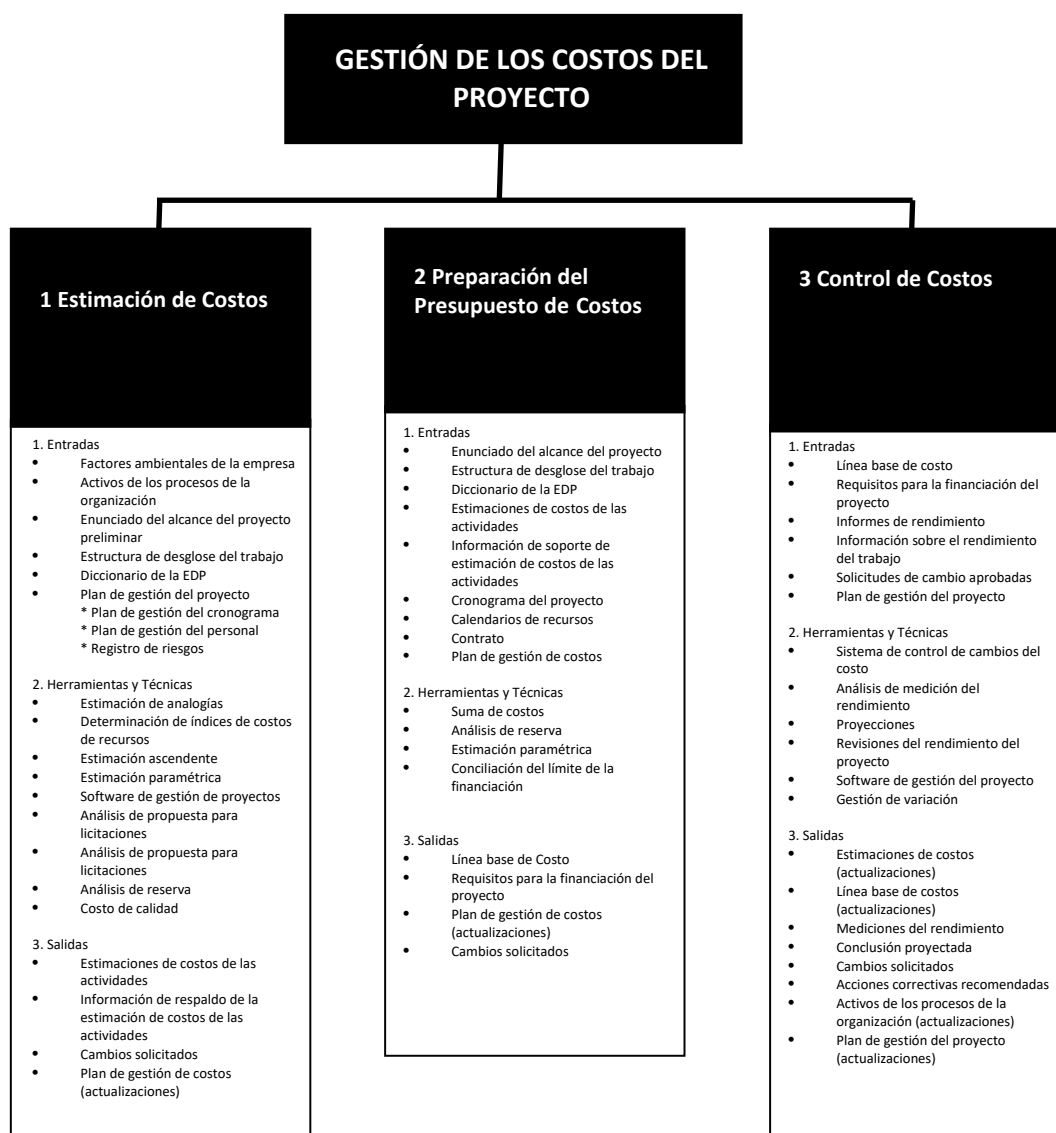 GESTIÓN DE LOS COSTOS DEL
PROYECTO
1 Estimación de Costos
1. Entradas
• Factores ambientales de la empresa
• Activos de los procesos de la
organización
• Enunciado del alcance del proyecto
preliminar
• Estructura de desglose del trabajo
• Diccionario de la EDP
• Plan de gestión del proyecto
* Plan de gestión del cronograma
* Plan de gestión del personal
* Registro de riesgos
2. Herramientas y Técnicas
• Estimación de analogías
• Determinación de índices de costos
de recursos
• Estimación ascendente
• Estimación paramétrica
• Software de gestión de proyectos
• Análisis de propuesta para
licitaciones
• Análisis de propuesta para
licitaciones
• Análisis de reserva
• Costo de calidad
3. Salidas
• Estimaciones de costos de las
actividades
• Información de respaldo de la
estimación de costos de las
actividades
• Cambios solicitados
• Plan de gestión de costos
(actualizaciones)
2 Preparación del
Presupuesto de Costos
1. Entradas
• Enunciado del alcance del proyecto
• Estructura de desglose del trabajo
• Diccionario de la EDP
• Estimaciones de costos de las
actividades
• Información de soporte de
estimación de costos de las
actividades
• Cronograma del proyecto
• Calendarios de recursos
• Contrato
• Plan de gestión de costos
2. Herramientas y Técnicas
• Suma de costos
• Análisis de reserva
• Estimación paramétrica
• Conciliación del límite de la
financiación
3. Salidas
• Línea base de Costo
• Requisitos para la financiación del
proyecto
• Plan de gestión de costos
(actualizaciones)
• Cambios solicitados
3 Control de Costos
1. Entradas
• Línea base de costo
• Requisitos para la financiación del
proyecto
• Informes de rendimiento
• Información sobre el rendimiento
del trabajo
• Solicitudes de cambio aprobadas
• Plan de gestión del proyecto
2. Herramientas y Técnicas
• Sistema de control de cambios del
costo
• Análisis de medición del
rendimiento
• Proyecciones
• Revisiones del rendimiento del
proyecto
• Software de gestión del proyecto
• Gestión de variación
3. Salidas
• Estimaciones de costos
(actualizaciones)
• Línea base de costos
(actualizaciones)
• Mediciones del rendimiento
• Conclusión proyectada
• Cambios solicitados
• Acciones correctivas recomendadas
• Activos de los procesos de la
organización (actualizaciones)
• Plan de gestión del proyecto
(actualizaciones)